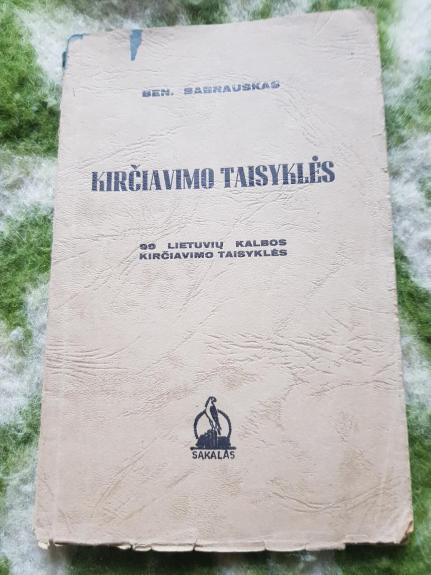 BEN. SABRAUSKAS
KIRČIAVIMO TAISYKLĖS
99 LIETUVIŲ KALBOS
KIRČIAVIMO TAISYKLĖS
SAKALAS